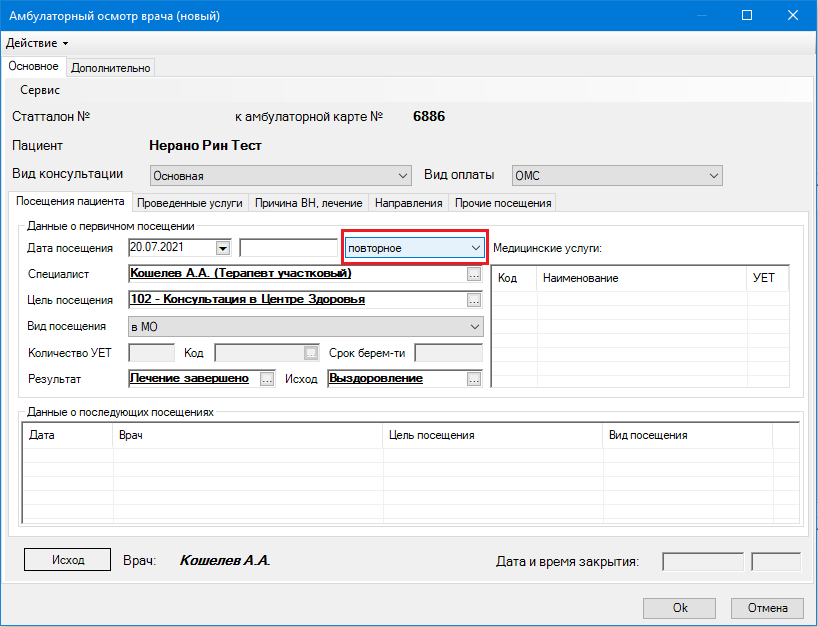 Амбулаторный осмотр врача (новый)
Действие
Основное Дополнительно
Сервис
Статталон № к амбулаторной карте № 6886
Пациент Нерано Рин Тест
Вид консультации Основная Вид оплаты ОМС
Посещения пациента Проведенные услуги Причина ВН, лечение Направления Прочие посещения
Данные о первичном посещении
Дата посещения 20.07.2021 повторное Медицинские услуги:
Специалист Кошелев А.А. (Терапевт участковый) ... Код Наименование УЕТ
Цель посещения 102 - Консультация в Центре Здоровья ...
Вид посещения в МО
Количество УЕТ Код ... Срок берем-ти
Результат Лечение завершено ... Исход Выздоровление ...
Данные о последующих посещениях
Дата Врач Цель посещения Вид посещения
Исход Врач: Кошелев А.А. Дата и время закрытия:
Ok Отмена